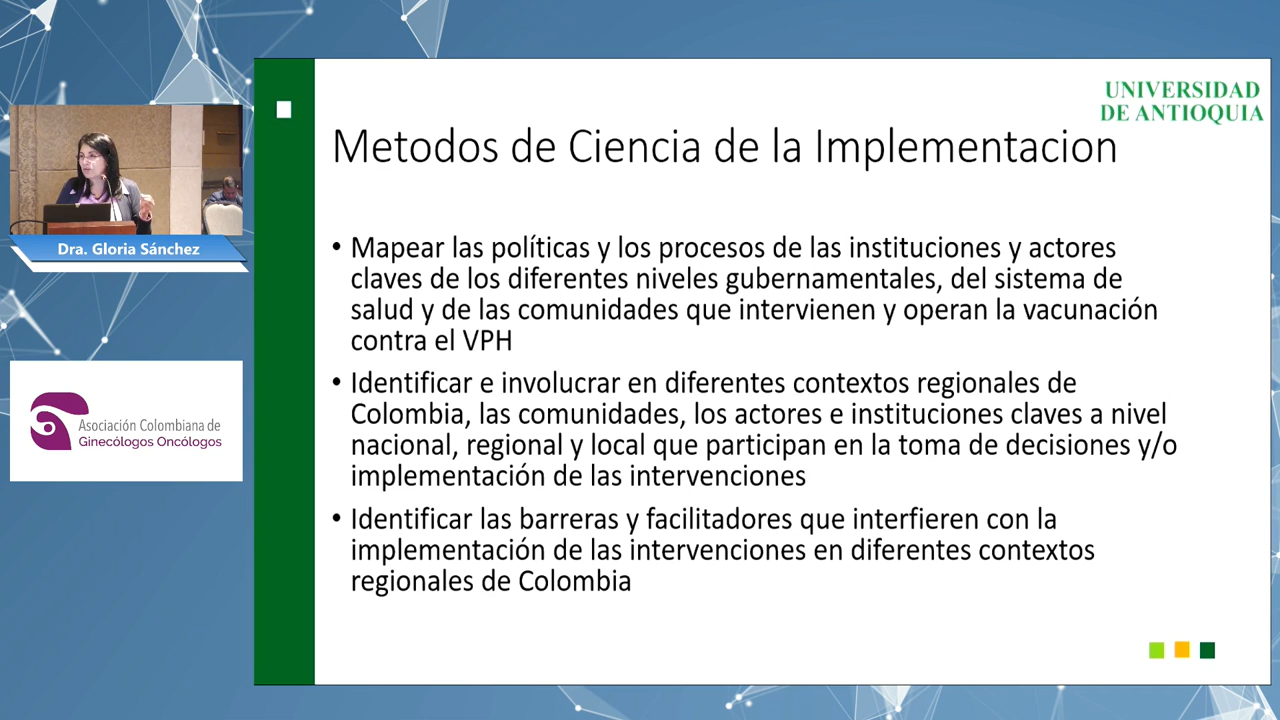 UNIVERSIDAD
DE ANTIOQUIA
Metodos de Ciencia de la Implementacion
Dra. Gloria Sánchez
• Mapear las políticas y los procesos de las instituciones y actores
claves de los diferentes niveles gubernamentales, del sistema de
salud y de las comunidades que intervienen y operan la vacunación
contra el VPH
• Identificar e involucrar en diferentes contextos regionales de
Colombia, las comunidades, los actores e instituciones claves a nivel
nacional, regional y local que participan en la toma de decisiones y/o
implementación de las intervenciones
• Identificar las barreras y facilitadores que interfieren con la
implementación de las intervenciones en diferentes contextos
regionales de Colombia
Asociación Colombiana de
Ginecólogos Oncólogos